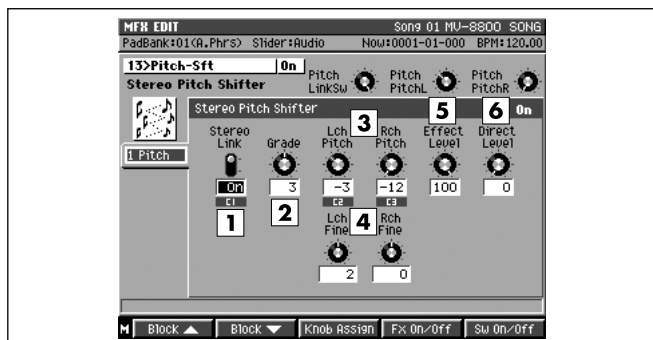 MFX EDIT Song 01 MV-8800 SONG
PadBank:01(A.Phrs) Slider:Audio Now:0001-01-000 BPM:120.00
13>Pitch-Sft On
Stereo Pitch Shifter
Pitch LinkSw
Pitch PitchL
Pitch PitchR
Stereo Pitch Shifter On
3 5 6
1 Pitch
Stereo Link
Grade
Lch Pitch
Rch Pitch
Effect Level
Direct Level
On 3 -3 -12 100 0
C1 C2 C3
1 2 4
Lch Fine
Rch Fine
2 0
M Block ▲ Block ▼ Knob Assign Fx On/Off Sw On/Off